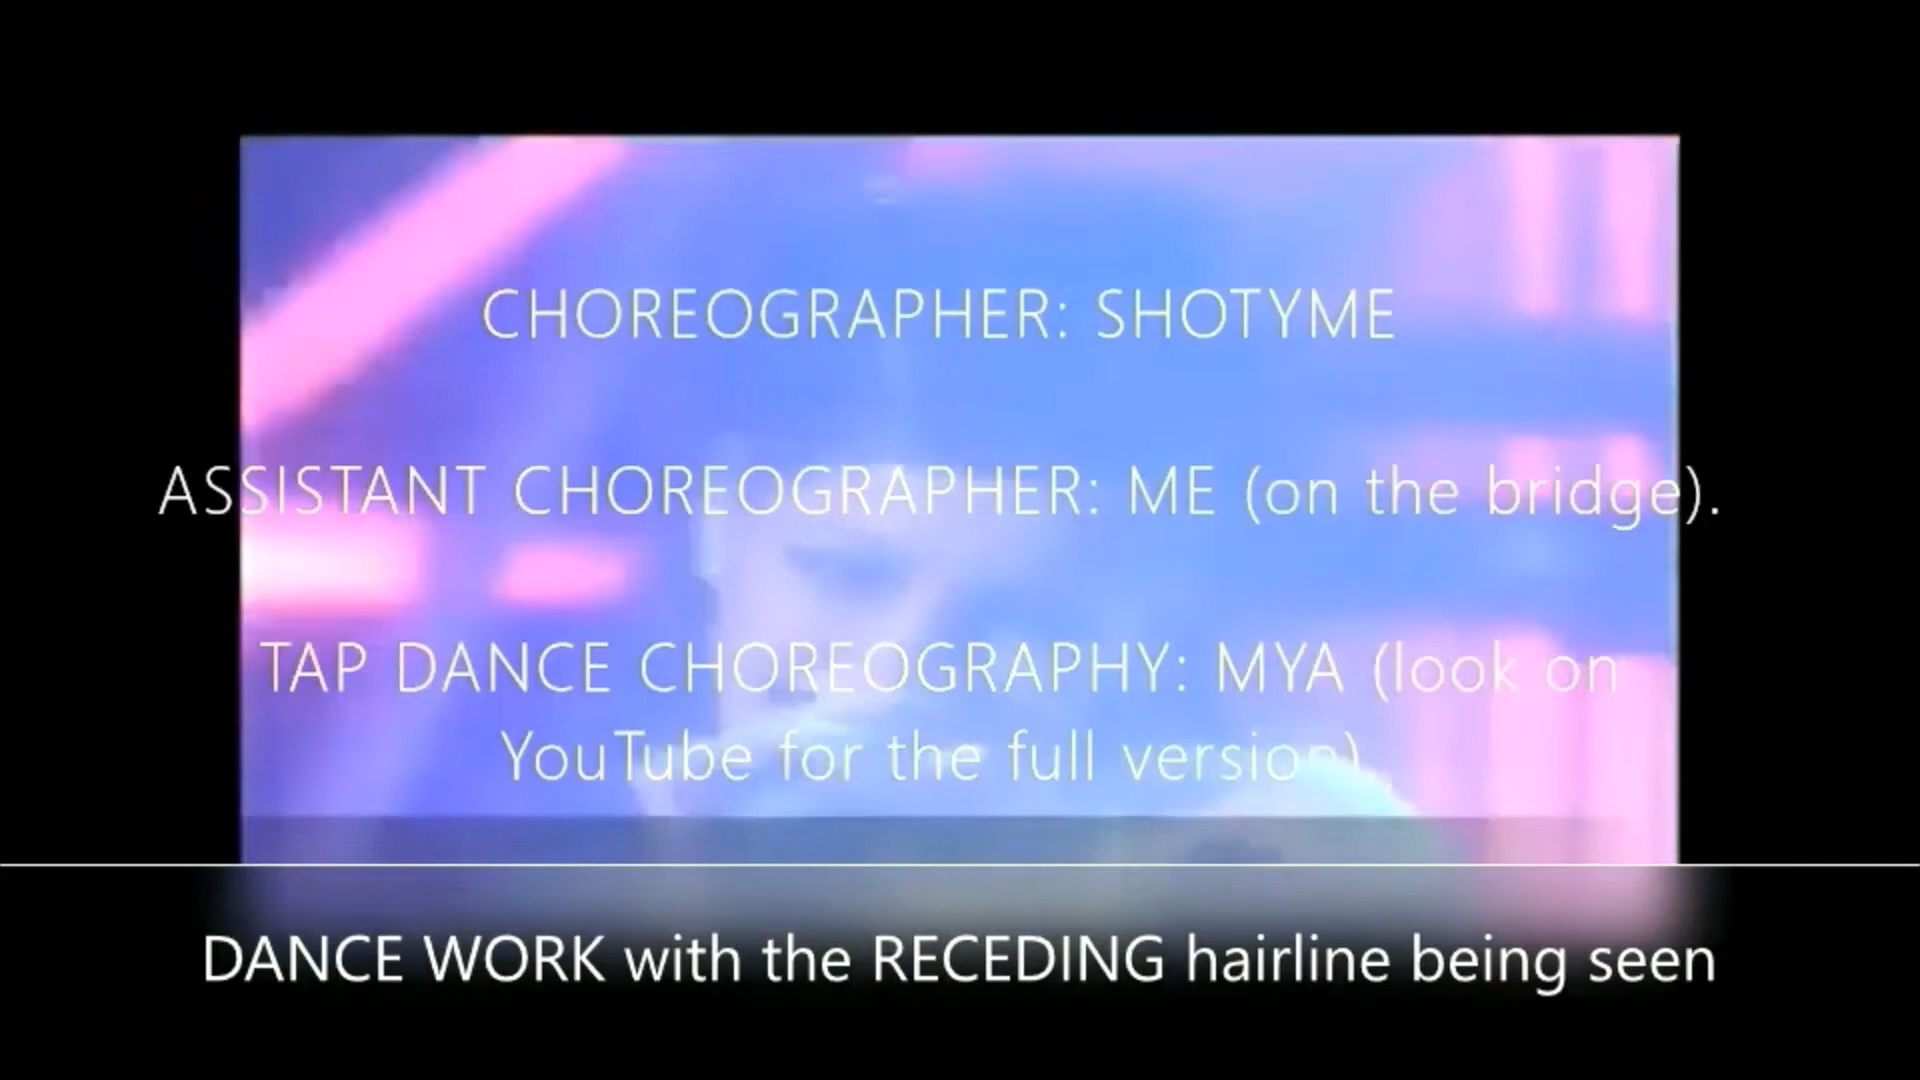 CHOREOGRAPHER: SHOTYME
ASSISTANT CHOREOGRAPHER: ME (on the bridge).
TAP DANCE CHOREOGRAPHY: MYA (look on
YouTube for the full version)
DANCE WORK with the RECEDING hairline being seen